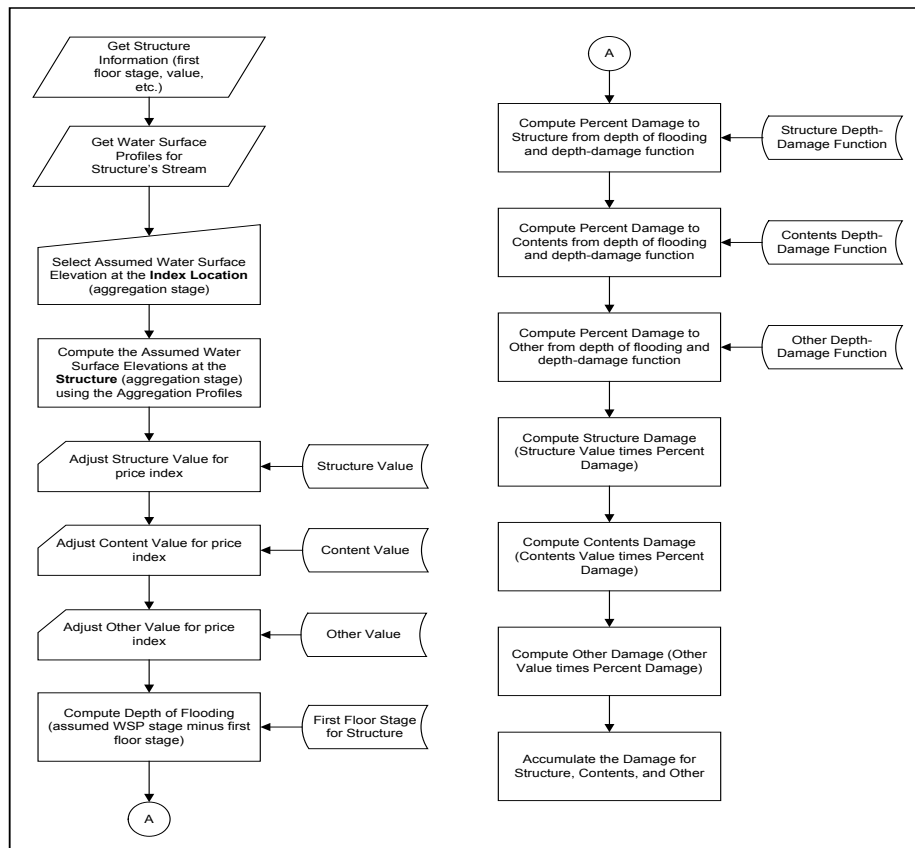 Get Structure
Information (first
floor stage, value,
etc.)
Get Water Surface
Profiles for
Structure's Stream
Select Assumed Water Surface
Elevation at the Index Location
(aggregation stage)
Compute the Assumed Water
Surface Elevations at the
Structure (aggregation stage)
using the Aggregation Profiles
Adjust Structure Value for
price index
Structure Value
Adjust Content Value for price
index
Content Value
Adjust Other Value for price
index
Other Value
Compute Depth of Flooding
(assumed WSP stage minus first
floor stage)
First Floor Stage
for Structure
A
A
Compute Percent Damage to
Structure from depth of flooding
and depth-damage function
Structure Depth-
Damage Function
Compute Percent Damage to
Contents from depth of flooding
and depth-damage function
Contents Depth-
Damage Function
Compute Percent Damage to
Other from depth of flooding and
depth-damage function
Other Depth-
Damage Function
Compute Structure Damage
(Structure Value times Percent
Damage)
Compute Contents Damage
(Contents Value times Percent
Damage)
Compute Other Damage (Other
Value times Percent Damage)
Accumulate the Damage for
Structure, Contents, and Other